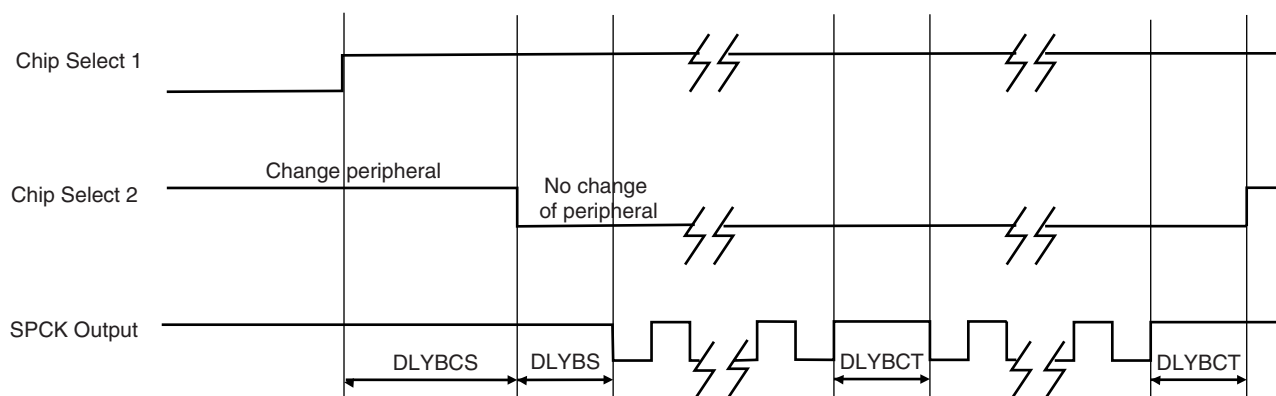 Chip Select 1
Change peripheral
Chip Select 2
No change
of peripheral
SPCK Output
DLYBCS
DLYBS
DLYBCT
DLYBCT